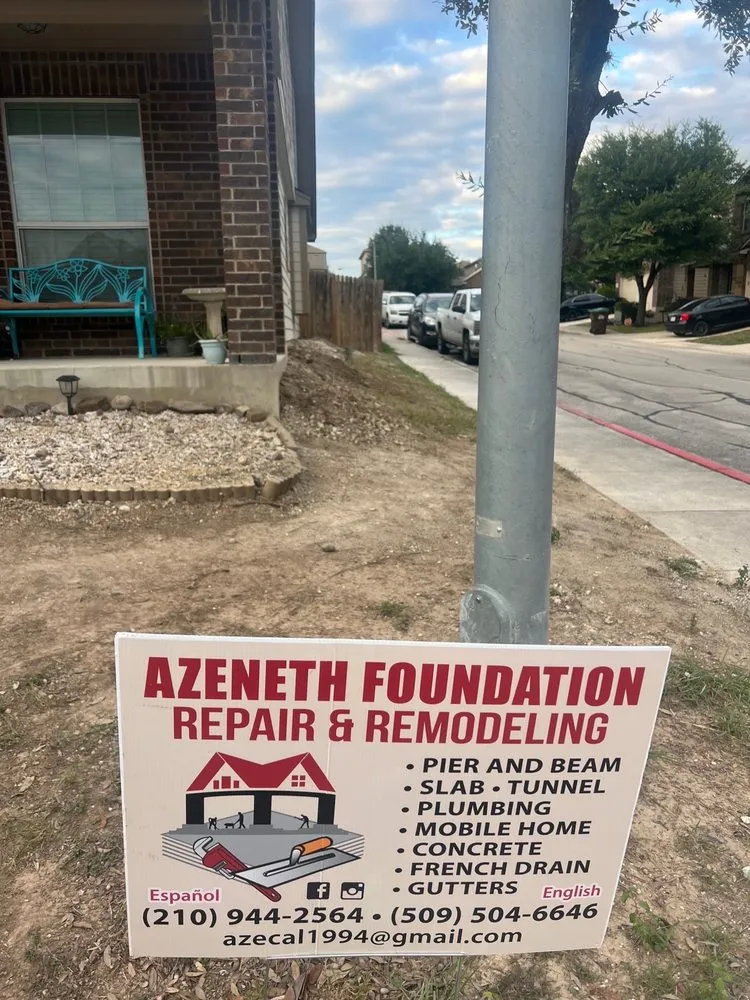 AZENETH FOUNDATION
REPAIR & REMODELING
• PIER AND BEAM
• SLAB • TUNNEL
• PLUMBING
• MOBILE HOME
• CONCRETE
• FRENCH DRAIN
• GUTTERS
Español
English
(210) 944-2564 • (509) 504-6646
azecal1994@gmail.com